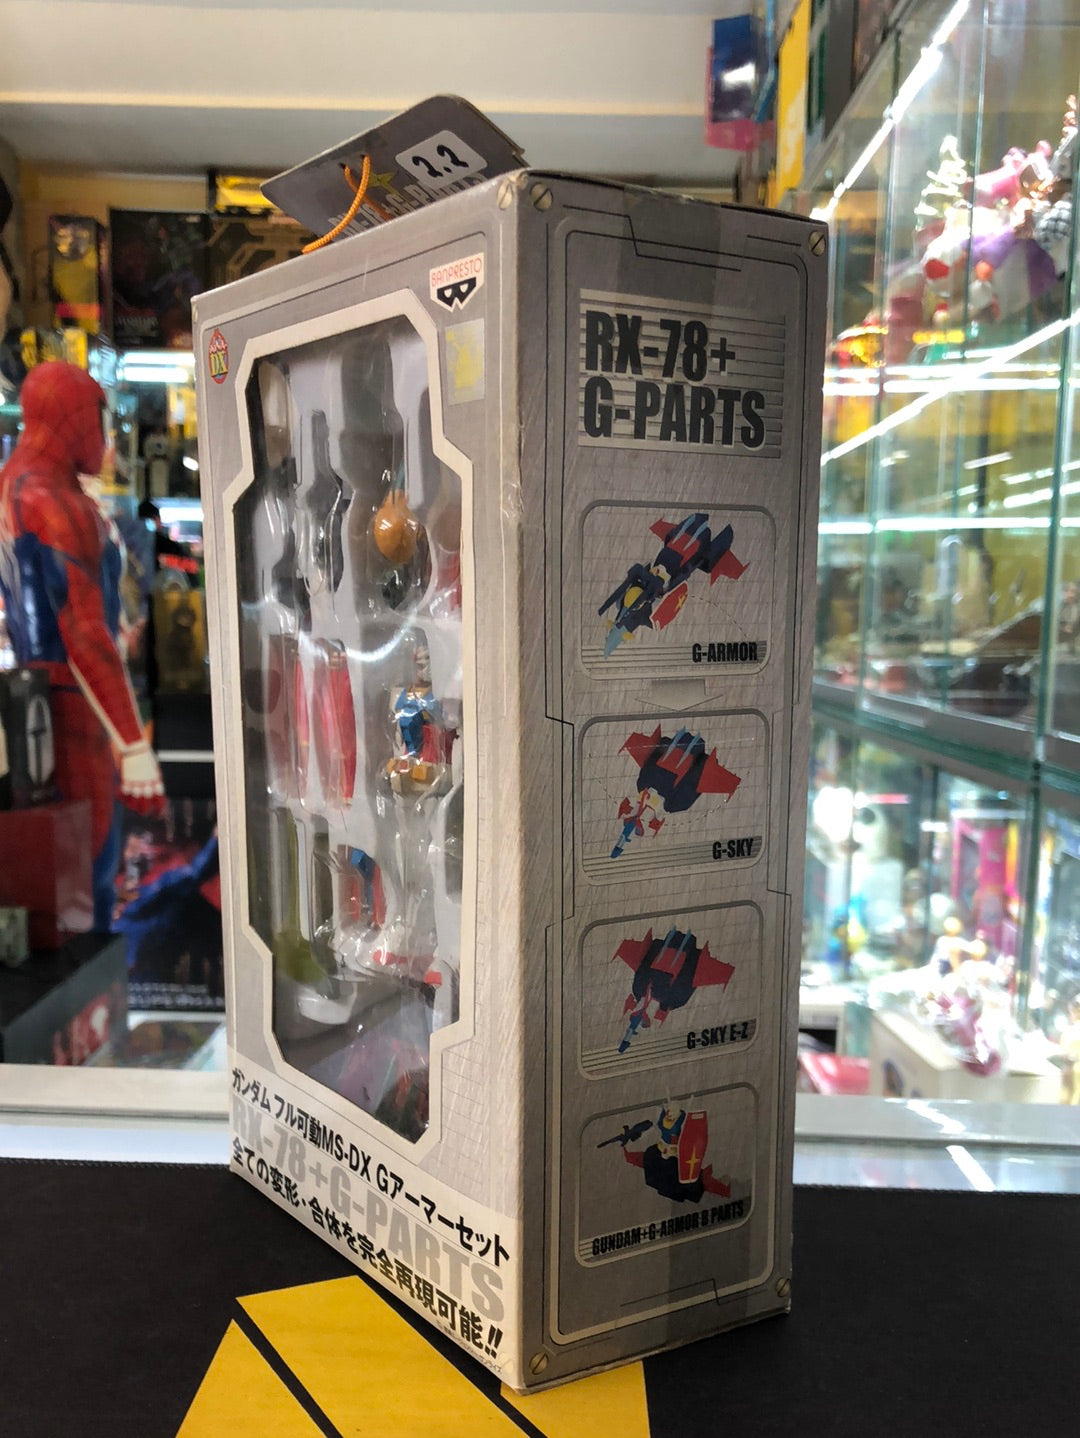 2.2
BANPRESTO
DX
ガンダム フル可動MS-DX Gアーマーセット
RX-78+G-PARTS
全ての変形・合体を完全再現可能!!
RX-78+
G-PARTS
G-ARMOR
G-SKY
G-SKY E-Z
GUNDAM+G-ARMOR B PARTS